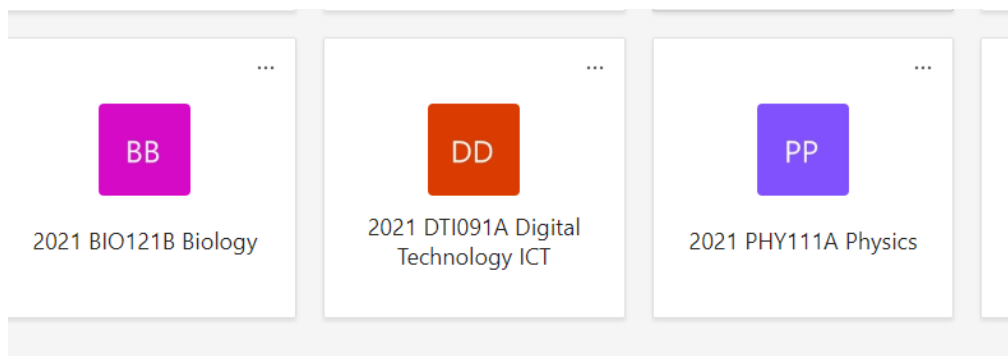 ...
BB
2021 BIO121B Biology
...
DD
2021 DTI091A Digital
Technology ICT
...
PP
2021 PHY111A Physics